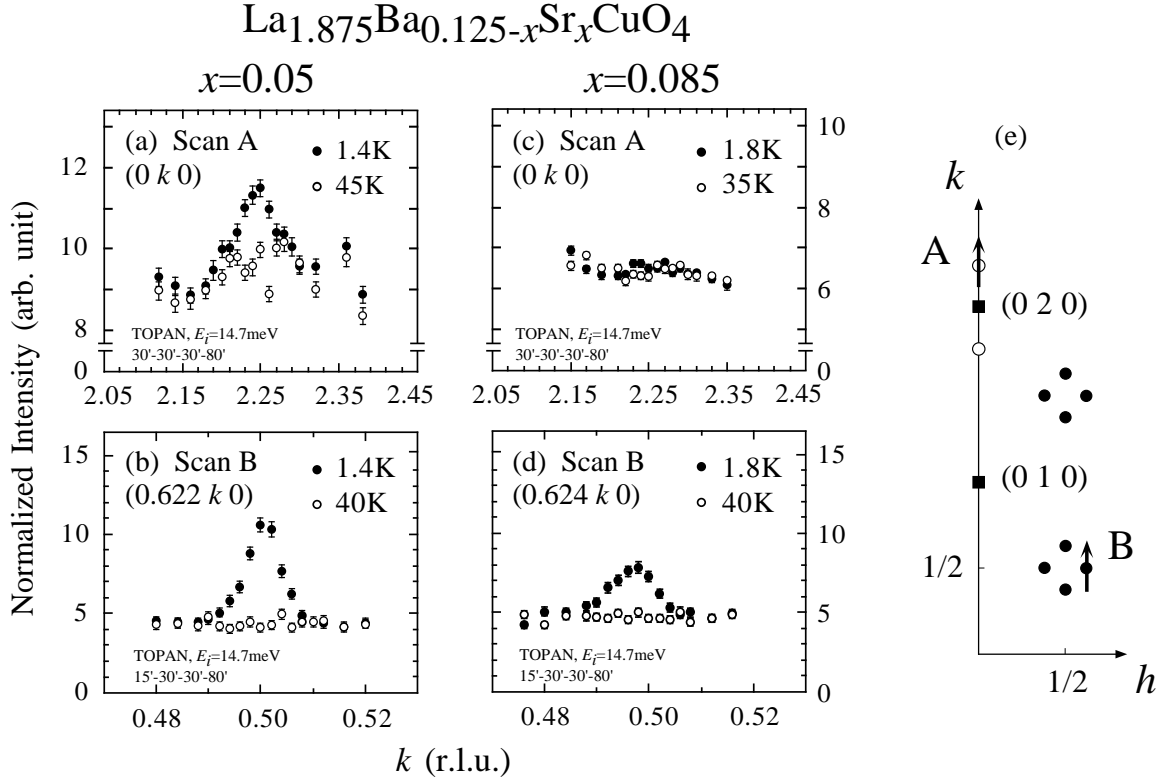 La1.875Ba0.125-xSrxCuO4
x=0.05
x=0.085
Normalized Intensity (arb. unit)
(a) Scan A
(0 k 0)
1.4K
45K
12
10
8
0
TOPAN, Ei=14.7meV
30'-30'-30'-80'
2.05 2.15 2.25 2.35 2.45
(c) Scan A
(0 k 0)
1.8K
35K
10
8
6
0
TOPAN, Ei=14.7meV
30'-30'-30'-80'
2.05 2.15 2.25 2.35 2.45
(b) Scan B
(0.622 k 0)
1.4K
40K
15
10
5
0
TOPAN, Ei=14.7meV
15'-30'-30'-80'
0.48 0.50 0.52
(d) Scan B
(0.624 k 0)
1.8K
40K
15
10
5
0
TOPAN, Ei=14.7meV
15'-30'-30'-80'
0.48 0.50 0.52
k (r.l.u.)
(e)
k
A
(0 2 0)
(0 1 0)
B
1/2
1/2
h